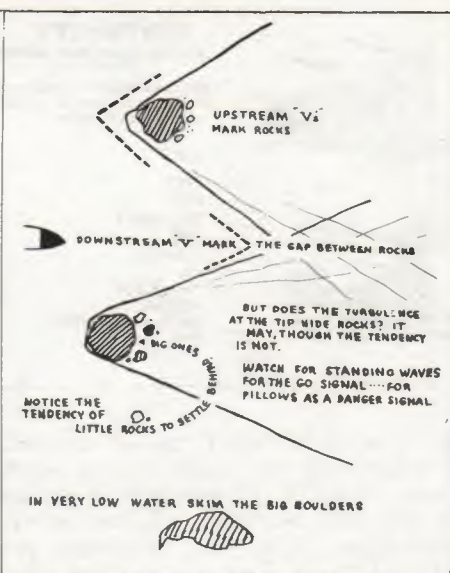 UPSTREAM "Vs"
MARK ROCKS
DOWNSTREAM "V" MARK THE GAP BETWEEN ROCKS
BUT DOES THE TURBULENCE
AT THE TIP HIDE ROCKS? IT
MAY, THOUGH THE TENDENCY
IS NOT.
WATCH FOR STANDING WAVES
FOR THE GO SIGNAL ···· FOR
PILLOWS AS A DANGER SIGNAL
NOTICE THE
TENDENCY OF
LITTLE ROCKS TO SETTLE BEHIND
BIG ONES
IN VERY LOW WATER SKIM THE BIG BOULDERS